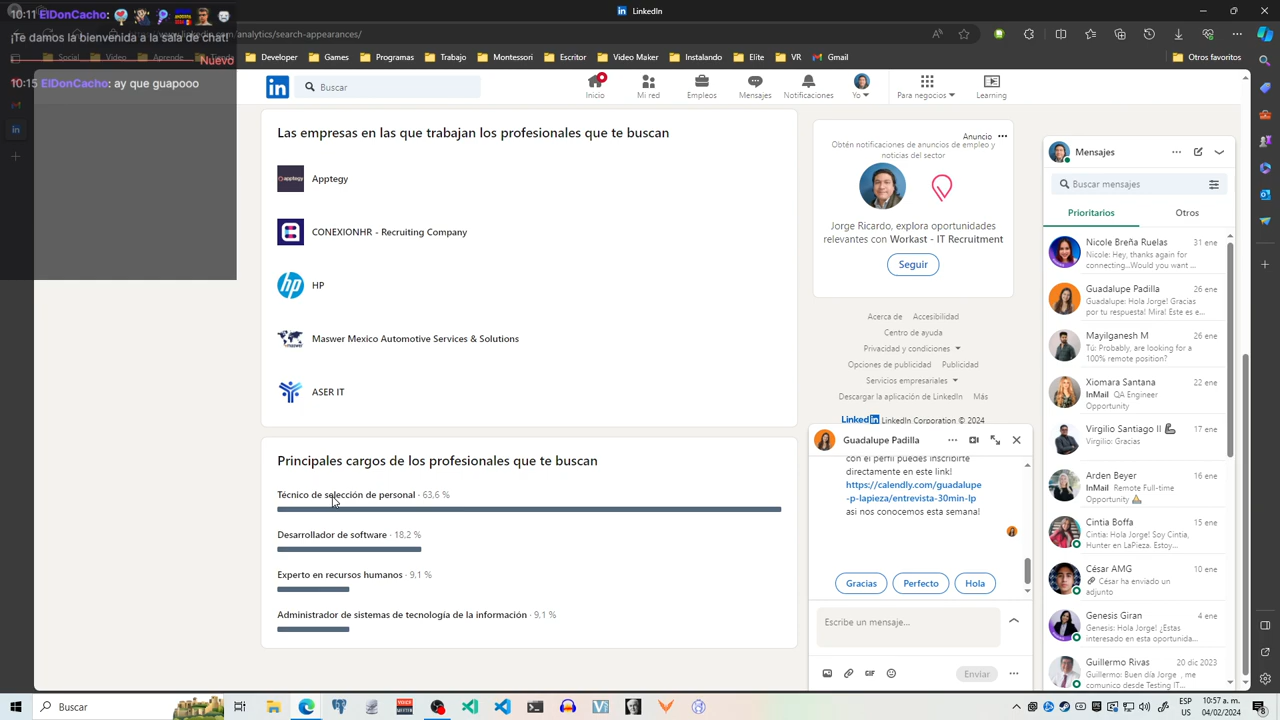 10:11 ElDonCacho:
¡Te damos la bienvenida a la sala de chat!
Nuevo
10:15 ElDonCacho: ay que guapooo
LinkedIn
.com/analytics/search-appearances/
Social
Video
Aprende
Trading
Developer
Games
Programas
Trabajo
Montessori
Escritor
Video Maker
Instalando
Elite
VR
Gmail
Otros favoritos
Buscar
Inicio
Mi red
Empleos
Mensajes
Notificaciones
Yo
Para negocios
Learning
Las empresas en las que trabajan los profesionales que te buscan
Apptegy
CONEXIONHR - Recruiting Company
HP
Maswer Mexico Automotive Services & Solutions
ASER IT
Principales cargos de los profesionales que te buscan
Técnico de selección de personal · 63,6 %
Desarrollador de software · 18,2 %
Experto en recursos humanos · 9,1 %
Administrador de sistemas de tecnología de la información · 9,1 %
Anuncio
Obtén notificaciones de anuncios de empleo y
noticias del sector
Jorge Ricardo, explora oportunidades
relevantes con Workast - IT Recruitment
Seguir
Acerca de Accesibilidad
Centro de ayuda
Privacidad y condiciones
Opciones de publicidad Publicidad
Servicios empresariales
Descargar la aplicación de LinkedIn Más
LinkedIn LinkedIn Corporation © 2024
Guadalupe Padilla
con el perfil puedes inscribirte
directamente en este link!
https://calendly.com/guadalupe
-p-lapieza/entrevista-30min-lp
asi nos conocemos esta semana!
Gracias
Perfecto
Hola
Escribe un mensaje...
GIF
Enviar
Mensajes
Buscar mensajes
Prioritarios
Otros
Nicole Breña Ruelas 31 ene
Nicole: Hey, thanks again for
connecting...Would you want ...
Guadalupe Padilla 26 ene
Guadalupe: Hola Jorge! Gracias
por tu respuesta! Mira! Este es e...
Mayilganesh M 26 ene
Tú: Probably, are looking for a
100% remote position?
Xiomara Santana 22 ene
InMail QA Engineer
Opportunity
Virgilio Santiago II 17 ene
Virgilio: Gracias
Arden Beyer 16 ene
InMail Remote Full-time
Opportunity
Cintia Boffa 15 ene
Cintia: Hola Jorge! Soy Cintia,
Hunter en LaPieza. Estoy...
César AMG 10 ene
César ha enviado un
adjunto
Genesis Giran 4 ene
Genesis: Hola Jorge! ¿Estas
interesado en esta oportunida...
Guillermo Rivas 20 dic 2023
Guillermo: Buen día Jorge , me
comunico desde Testing IT...
Buscar
ESP
US
10:57 a. m.
04/02/2024